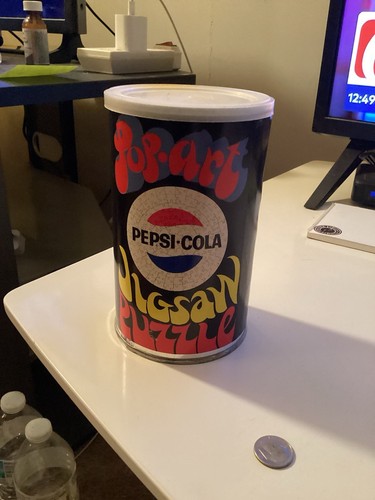 12:49
Pop-art
PEPSI·COLA
JIGSAW
PUZZLE